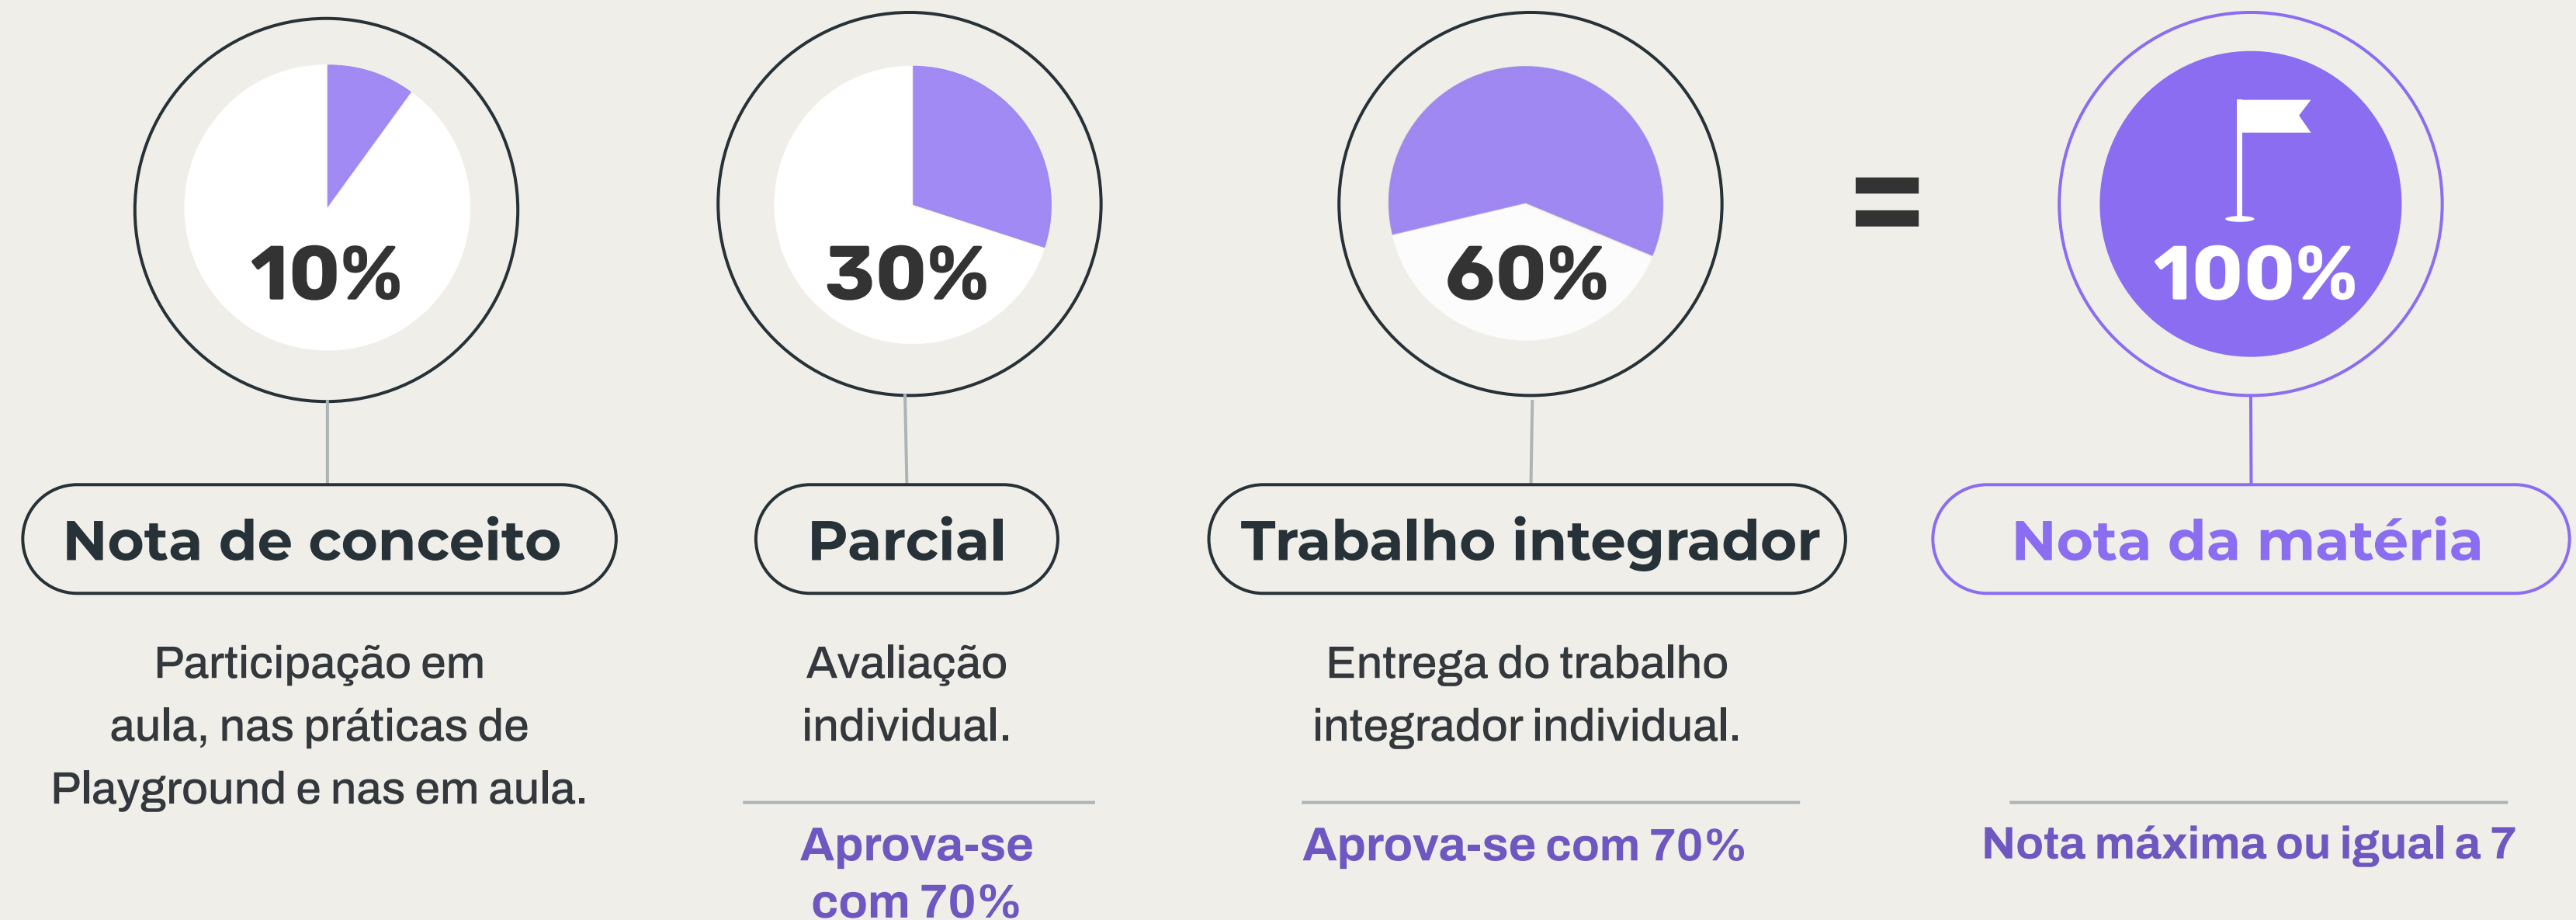 10%
Nota de conceito
Participação em
aula, nas práticas de
Playground e nas em aula.
30%
Parcial
Avaliação
individual.
Aprova-se
com 70%
60%
Trabalho integrador
Entrega do trabalho
integrador individual.
Aprova-se com 70%
=
100%
Nota da matéria
Nota máxima ou igual a 7